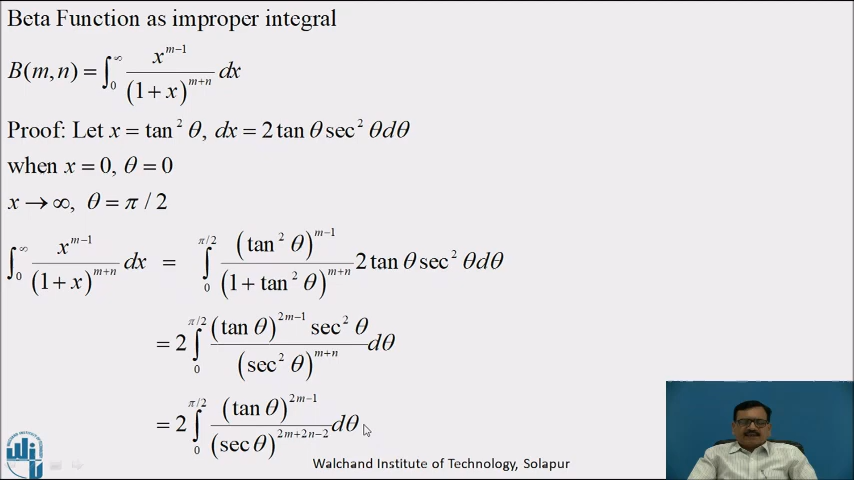 Beta Function as improper integral
B(m,n) = ∫₀^∞ x^{m−1} / (1+x)^{m+n} dx
Proof: Let x = tan² θ, dx = 2 tan θ sec² θdθ
when x = 0, θ = 0
x → ∞, θ = π / 2
∫₀^∞ x^{m−1} / (1+x)^{m+n} dx = ∫₀^{π/2} (tan² θ)^{m−1} / (1 + tan² θ)^{m+n} 2 tan θ sec² θdθ
= 2 ∫₀^{π/2} (tan θ)^{2m−1} sec² θ / (sec² θ)^{m+n} dθ
= 2 ∫₀^{π/2} (tan θ)^{2m−1} / (sec θ)^{2m+2n−2} dθ
Walchand Institute of Technology, Solapur